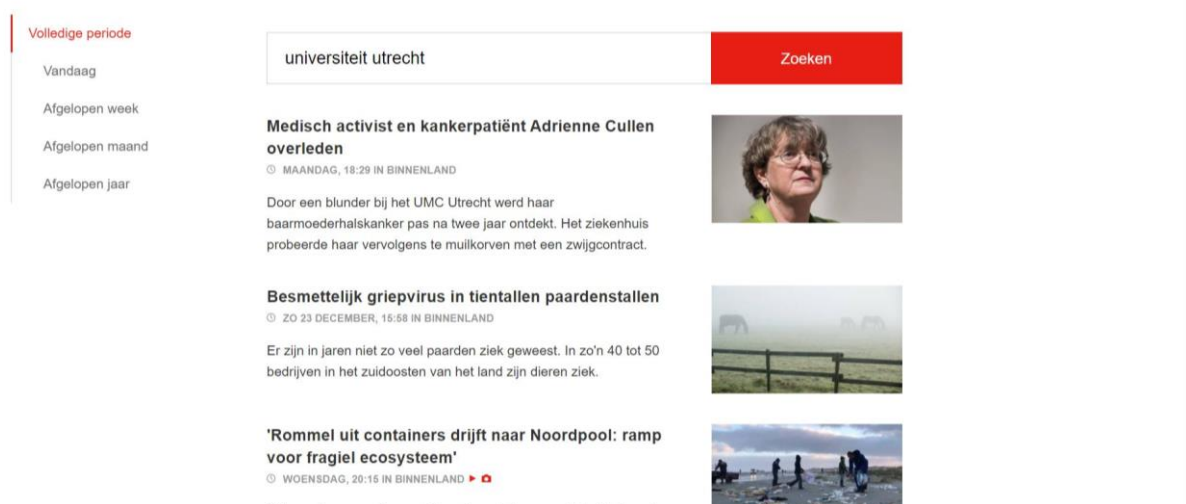 Volledige periode
Vandaag
Afgelopen week
Afgelopen maand
Afgelopen jaar
universiteit utrecht
Zoeken
Medisch activist en kankerpatiënt Adrienne Cullen
overleden
MAANDAG, 18:29 IN BINNENLAND
Door een blunder bij het UMC Utrecht werd haar
baarmoederhalskanker pas na twee jaar ontdekt. Het ziekenhuis
probeerde haar vervolgens te muilkorven met een zwijgcontract.
Besmettelijk griepvirus in tientallen paardenstallen
ZO 23 DECEMBER, 15:58 IN BINNENLAND
Er zijn in jaren niet zo veel paarden ziek geweest. In zo'n 40 tot 50
bedrijven in het zuidoosten van het land zijn dieren ziek.
'Rommel uit containers drijft naar Noordpool: ramp
voor fragiel ecosysteem'
WOENSDAG, 20:15 IN BINNENLAND